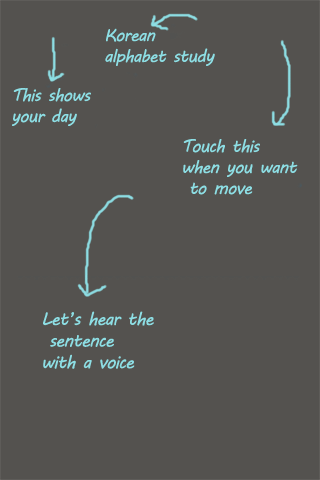 Korean
alphabet study
This shows
your day
Touch this
when you want
to move
Let's hear the
sentence
with a voice